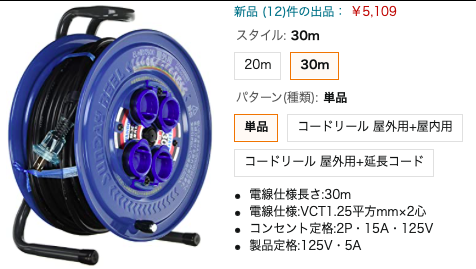 新品 (12)件の出品： ￥5,109
スタイル: 30m
20m
30m
パターン(種類): 単品
単品
コードリール 屋外用+屋内用
コードリール 屋外用+延長コード
• 電線仕様長さ:30m
• 電線仕様:VCT1.25平方mm×2心
• コンセント定格:2P・15A・125V
• 製品定格:125V・5A